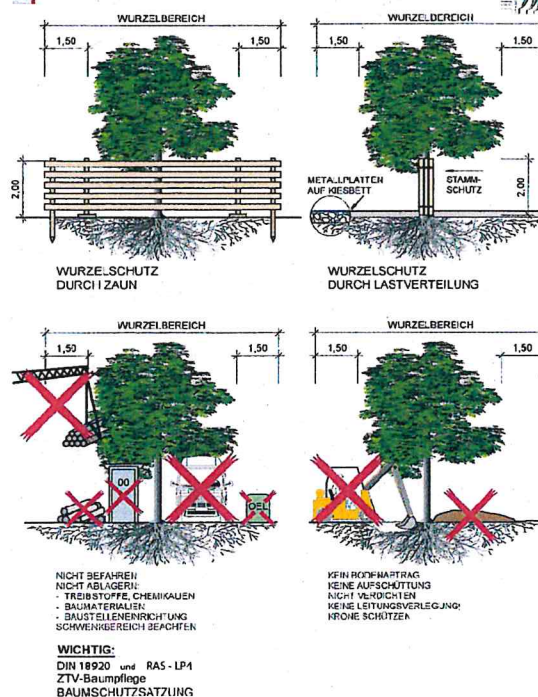 WURZELBEREICH
1,50
1,50
2,00
WURZELSCHUTZ
DURCH ZAUN
WURZELBEREICH
1,50
1,50
METALLPLATTEN
AUF KIESBETT
STAMM-
SCHUTZ
2,00
WURZELSCHUTZ
DURCH LASTVERTEILUNG
WURZELBEREICH
1,50
1,50
00
OEL
NICHT BEFAHREN
NICHT ABLAGERN:
- TREIBSTOFFE, CHEMIKALIEN
- BAUMATERIALIEN
- BAUSTELLENEINRICHTUNG
SCHWENKBEREICH BEACHTEN
WURZELBEREICH
1,50
1,50
KEIN BODENABTRAG
KEINE AUFSCHÜTTUNG
NICHT VERDICHTEN
KEINE LEITUNGSVERLEGUNG
KRONE SCHÜTZEN
WICHTIG:
DIN 18920 und RAS - LP4
ZTV-Baumpflege
BAUMSCHUTZSATZUNG